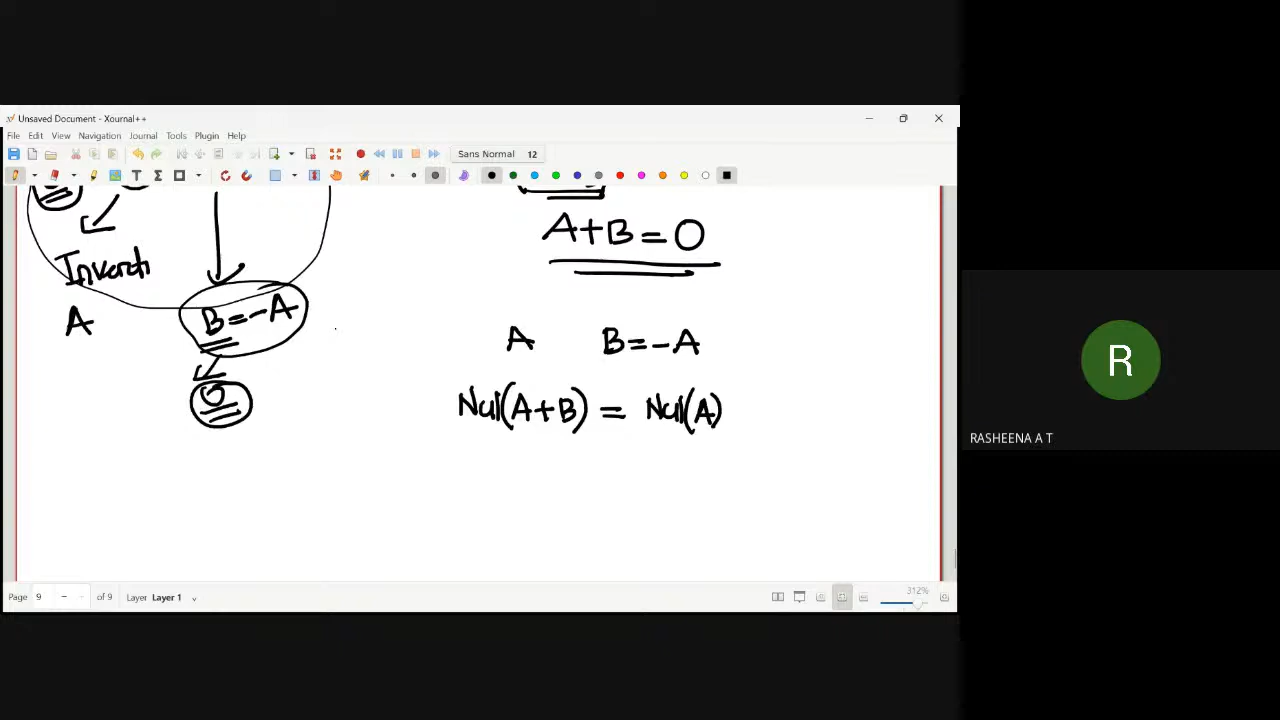 Unsaved Document - Xournal++
File Edit View Navigation Journal Tools Plugin Help
Sans Normal 12
A+B=0
A
B=-A
0
A B=-A
Nul(A+B) = Nul(A)
Page 9 of 9 Layer Layer 1
312%
R
RASHEENA A T